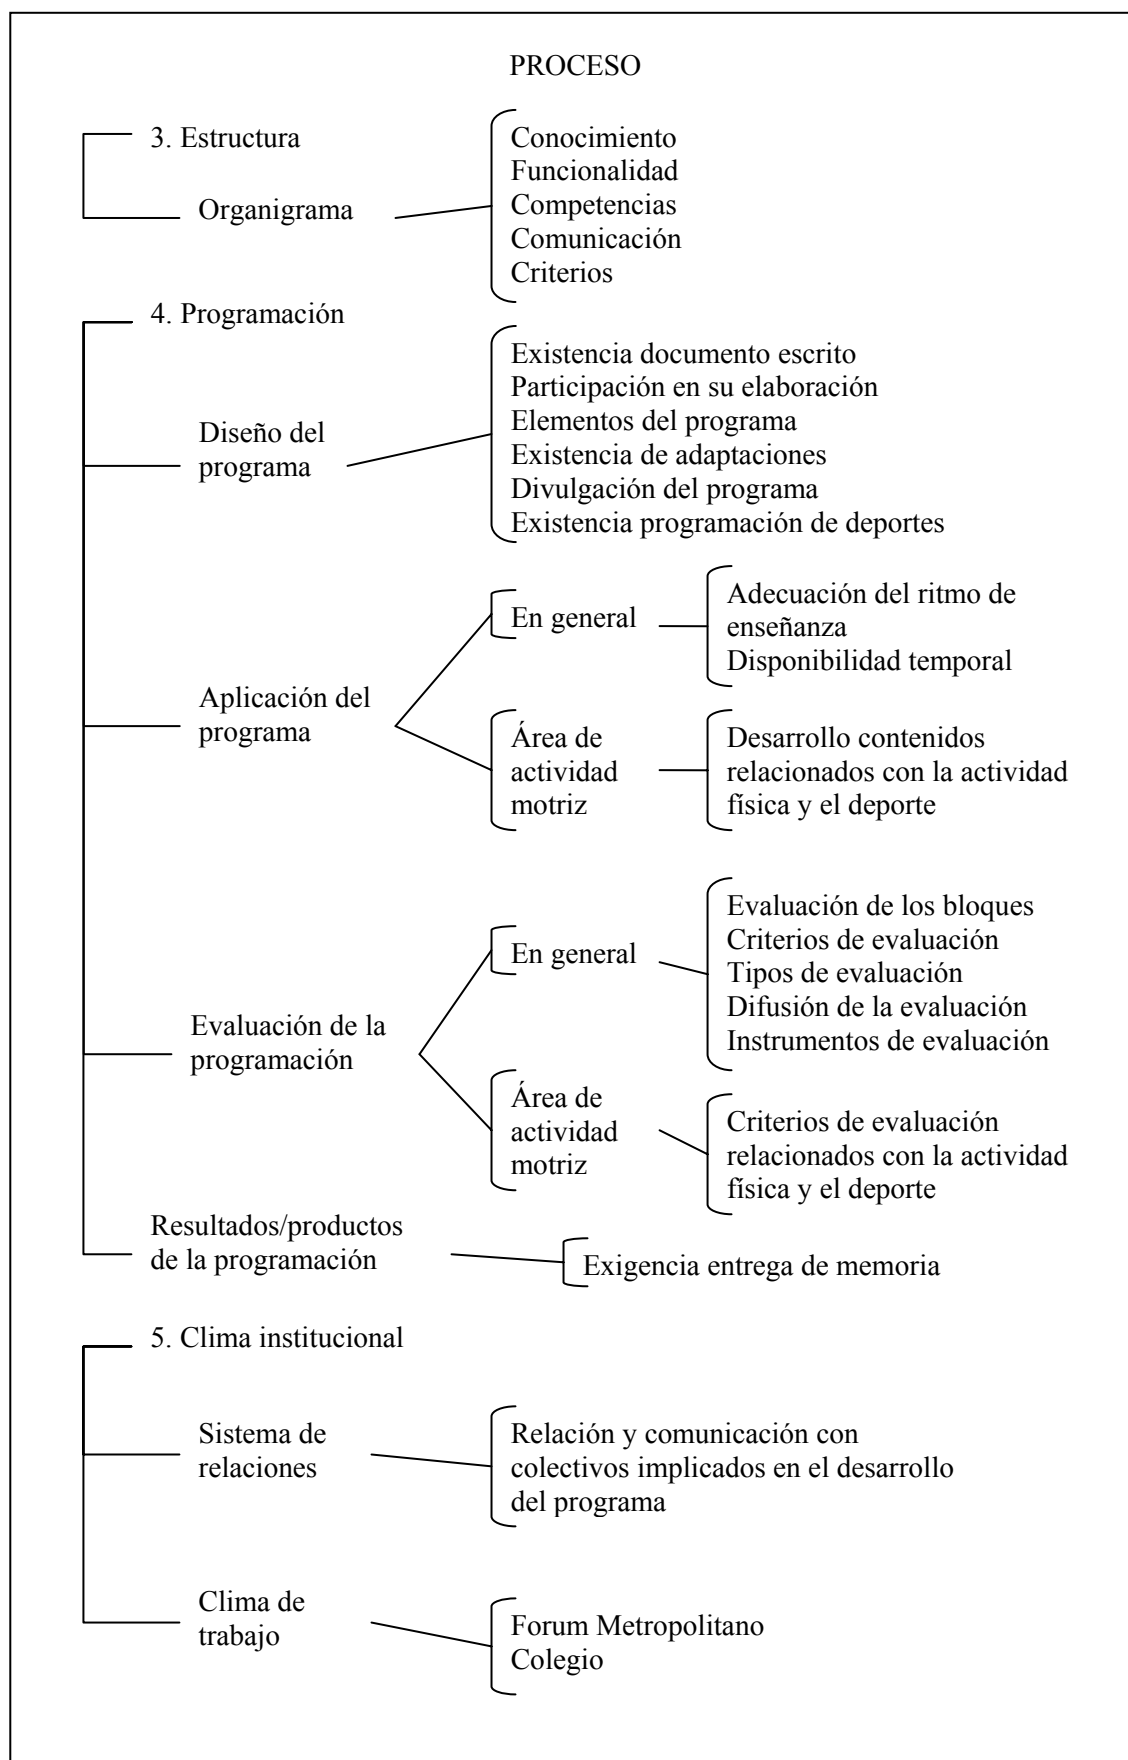 PROCESO
3. Estructura
Organigrama
Conocimiento
Funcionalidad
Competencias
Comunicación
Criterios
4. Programación
Diseño del
programa
Existencia documento escrito
Participación en su elaboración
Elementos del programa
Existencia de adaptaciones
Divulgación del programa
Existencia programación de deportes
Aplicación del
programa
En general
Adecuación del ritmo de
enseñanza
Disponibilidad temporal
Área de
actividad
motriz
Desarrollo contenidos
relacionados con la actividad
física y el deporte
Evaluación de la
programación
En general
Evaluación de los bloques
Criterios de evaluación
Tipos de evaluación
Difusión de la evaluación
Instrumentos de evaluación
Área de
actividad
motriz
Criterios de evaluación
relacionados con la actividad
física y el deporte
Resultados/productos
de la programación
Exigencia entrega de memoria
5. Clima institucional
Sistema de
relaciones
Relación y comunicación con
colectivos implicados en el desarrollo
del programa
Clima de
trabajo
Forum Metropolitano
Colegio